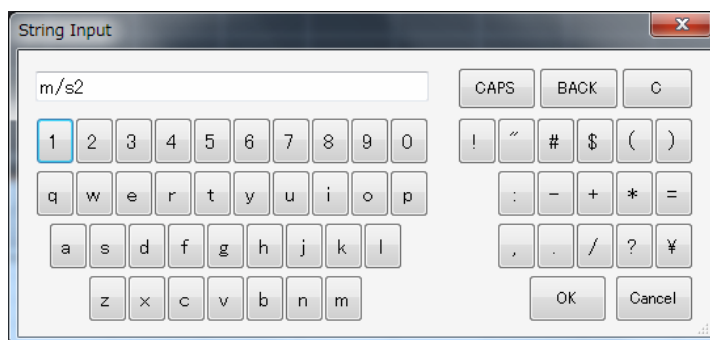 String Input
m/s2
CAPS BACK C
1 2 3 4 5 6 7 8 9 0 ! ˝ # $ ( )
q w e r t y u i o p : - + * =
a s d f g h j k l , . / ? ¥
z x c v b n m OK Cancel